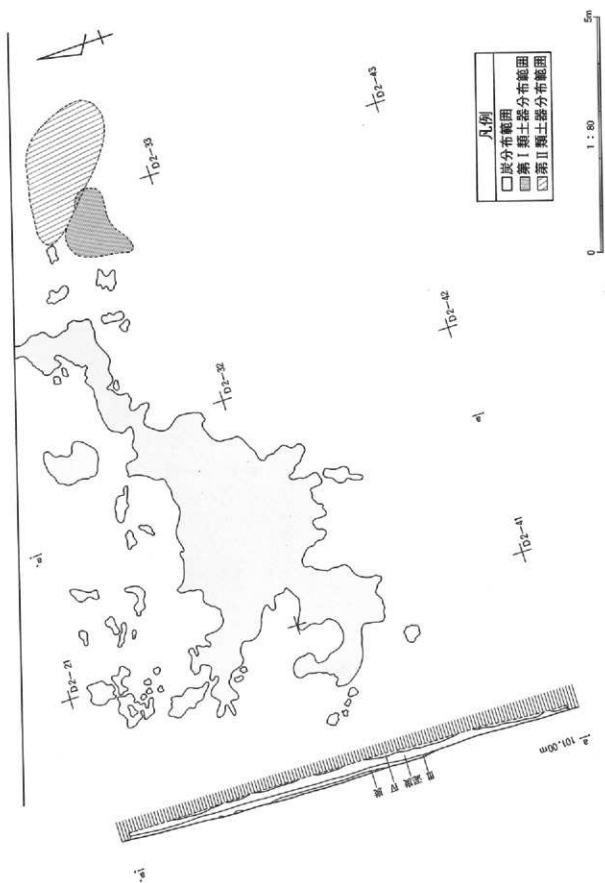 凡例
炭分布範囲
第Ⅰ類土器分布範囲
第Ⅱ類土器分布範囲
0
1:80
5m
D2-43
D2-33
D2-42
D2-32
D2-41
D2-21
a
a'
a
a'
101.00m
炭